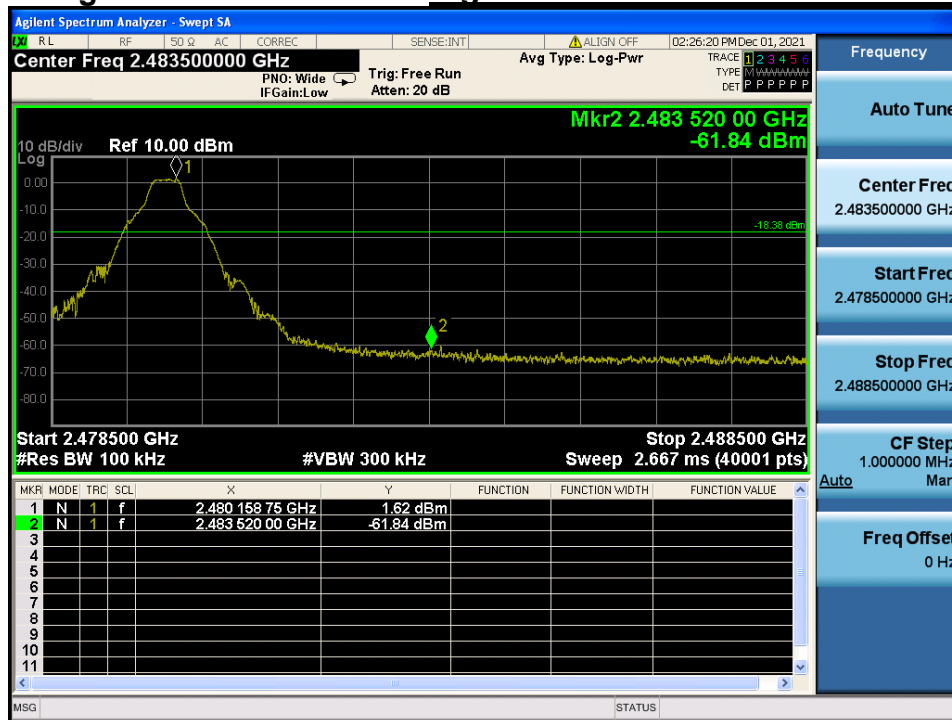 Agilent Spectrum Analyzer - Swept SA
LXI RL RF 50 Ω AC CORREC SENSE:INT ALIGN OFF 02:26:20 PM Dec 01, 2021
Center Freq 2.483500000 GHz
PNO: Wide
IFGain:Low
Trig: Free Run
Atten: 20 dB
Avg Type: Log-Pwr
TRACE 1 2 3 4 5 6
TYPE M W W W W W
DET P P P P P P
Mkr2 2.483 520 00 GHz
-61.84 dBm
10 dB/div Ref 10.00 dBm
Log
1
0.00
-10.0
-18.38 dBm
-20.0
-30.0
-40.0
-50.0
2
-60.0
-70.0
-80.0
Start 2.478500 GHz Stop 2.488500 GHz
#Res BW 100 kHz #VBW 300 kHz Sweep 2.667 ms (40001 pts)
MKR MODE TRC SCL X Y FUNCTION FUNCTION WIDTH FUNCTION VALUE
1 N 1 f 2.480 158 75 GHz 1.62 dBm
2 N 1 f 2.483 520 00 GHz -61.84 dBm
3
4
5
6
7
8
9
10
11
MSG STATUS
Frequency
Auto Tune
Center Freq
2.483500000 GHz
Start Freq
2.478500000 GHz
Stop Freq
2.488500000 GHz
CF Step
1.000000 MHz
Auto Man
Freq Offset
0 Hz